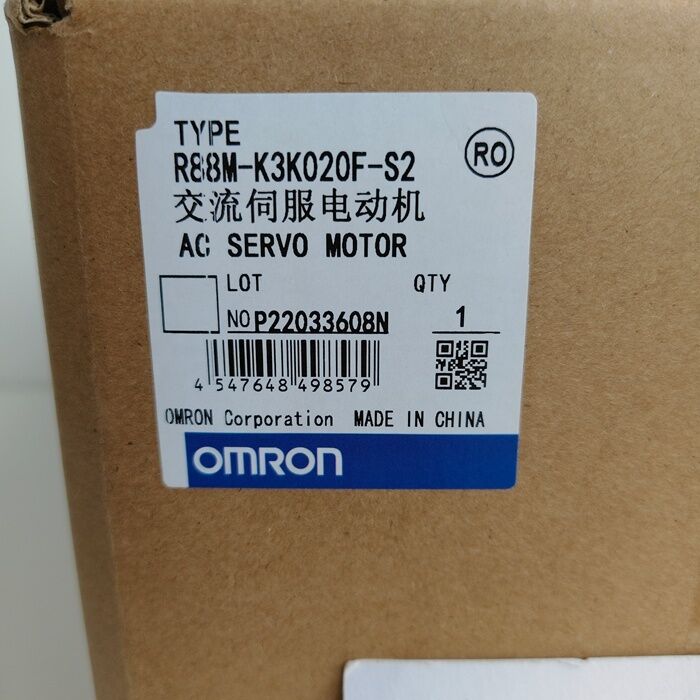 TYPE
R88M-K3K020F-S2
RO
交流伺服电动机
AC SERVO MOTOR
LOT QTY
NO P22033608N 1
4 547648 498579
OMRON Corporation MADE IN CHINA
OMRON